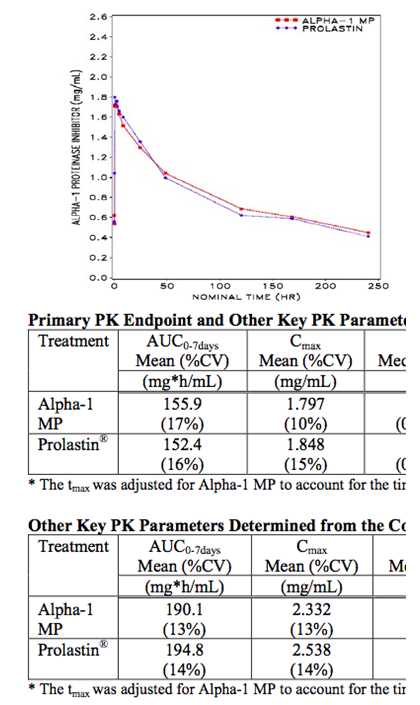 2.6
ALPHA-1 MP
PROLASTIN
2.4
2.2
2.0
1.8
1.6
1.4
1.2
1.0
0.8
0.6
0.4
0.2
0.0
ALPHA-1 PROTEINASE INHIBITOR (mg/mL)
0 50 100 150 200 250
NOMINAL TIME (HR)
Primary PK Endpoint and Other Key PK Paramete
Treatment AUC0-7days Cmax
Mean (%CV) Mean (%CV) Med
(mg*h/mL) (mg/mL)
Alpha-1 155.9 1.797
MP (17%) (10%) (0
Prolastin® 152.4 1.848
(16%) (15%) (0
* The tmax was adjusted for Alpha-1 MP to account for the tin
Other Key PK Parameters Determined from the Co
Treatment AUC0-7days Cmax
Mean (%CV) Mean (%CV) Me
(mg*h/mL) (mg/mL)
Alpha-1 190.1 2.332
MP (13%) (13%)
Prolastin® 194.8 2.538
(14%) (14%)
* The tmax was adjusted for Alpha-1 MP to account for the tin